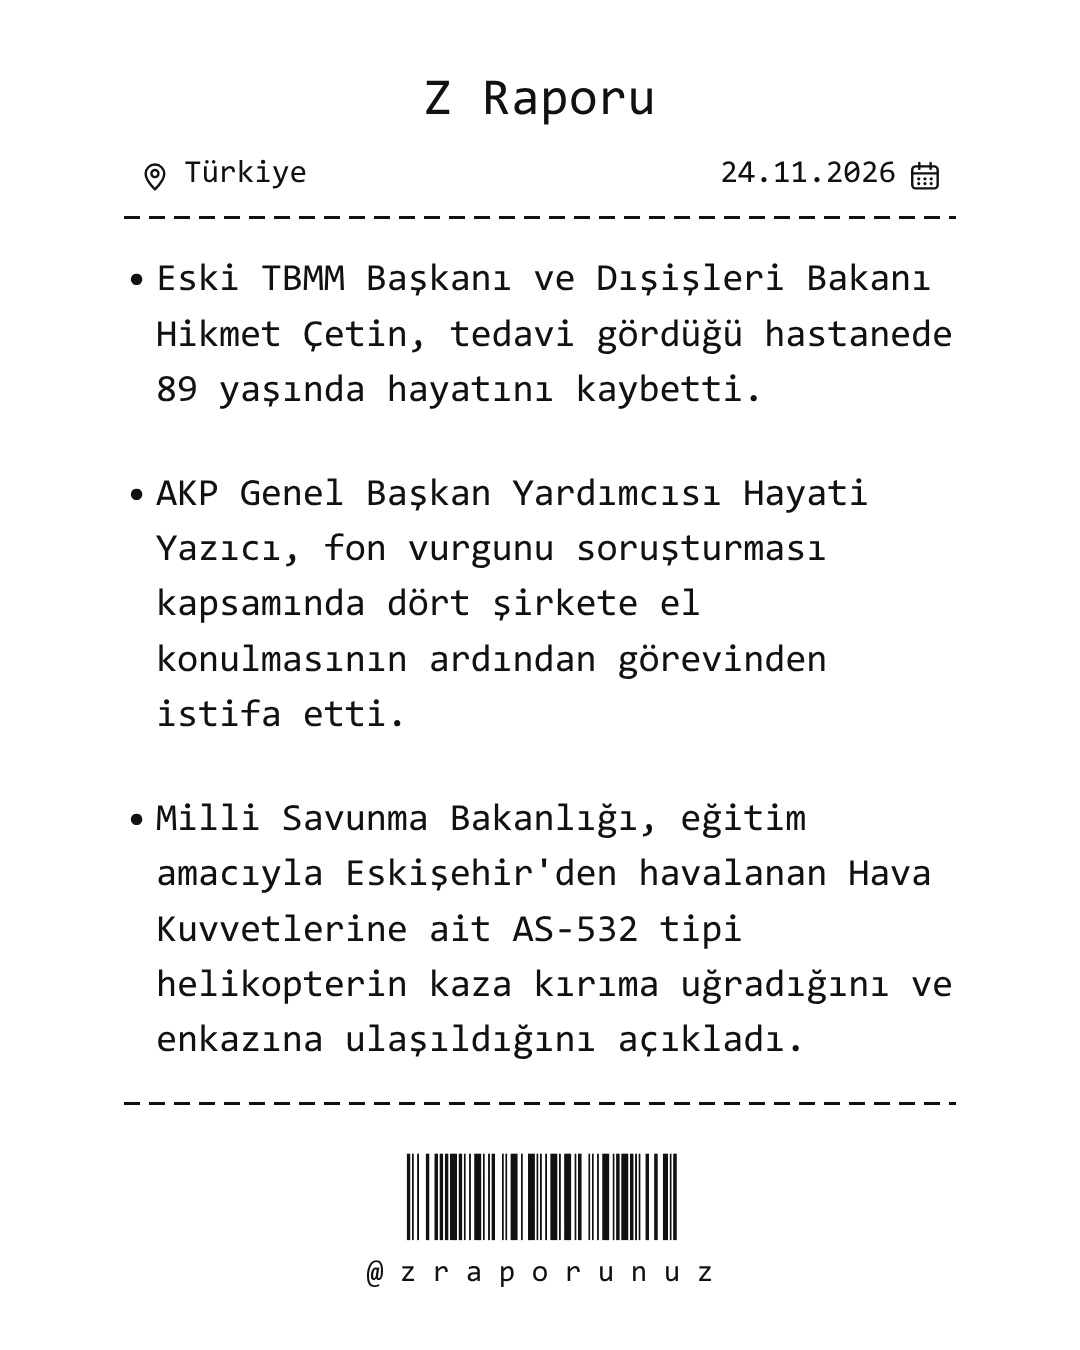 Z Raporu
Türkiye
24.11.2026
• Eski TBMM Başkanı ve Dışişleri Bakanı
Hikmet Çetin, tedavi gördüğü hastanede
89 yaşında hayatını kaybetti.
• AKP Genel Başkan Yardımcısı Hayati
Yazıcı, fon vurgunu soruşturması
kapsamında dört şirkete el
konulmasının ardından görevinden
istifa etti.
• Milli Savunma Bakanlığı, eğitim
amacıyla Eskişehir'den havalanan Hava
Kuvvetlerine ait AS-532 tipi
helikopterin kaza kırıma uğradığını ve
enkazına ulaşıldığını açıkladı.
@zraporunuz